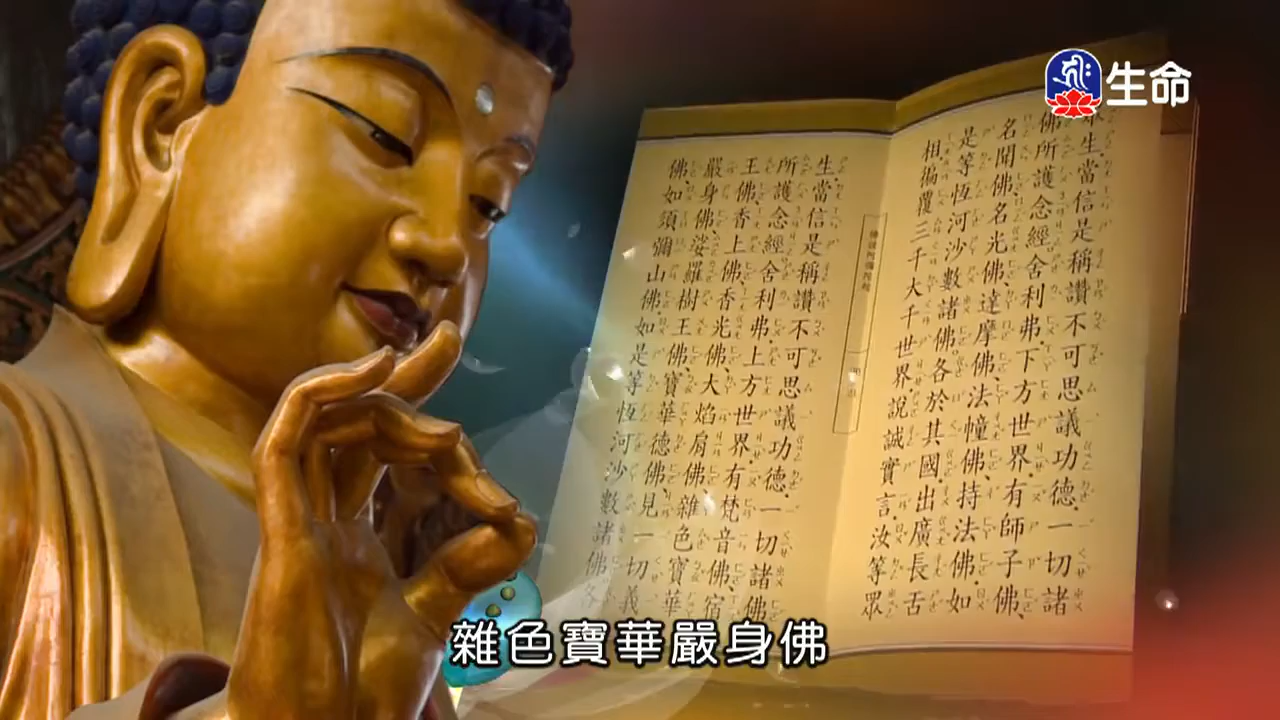 生命
眾生、當信是稱讚不可思議功德、一切諸
佛所護念經、舍利弗、下方世界、有師子佛、
名聞佛、名光佛、達摩佛、法幢佛、持法佛、如
是等恆河沙數諸佛、各於其國、出廣長舌
相、徧覆三千大千世界、說誠實言、汝等眾
生、當信是稱讚不可思議功德、一切諸佛
所護念經、舍利弗、上方世界、有梵音佛、宿
王佛、香上佛、香光佛、大焰肩佛、雜色寶華
嚴身佛、娑羅樹王佛、寶華德佛、見一切義
佛、如須彌山佛、如是等恆河沙數諸佛、各
雜色寶華嚴身佛